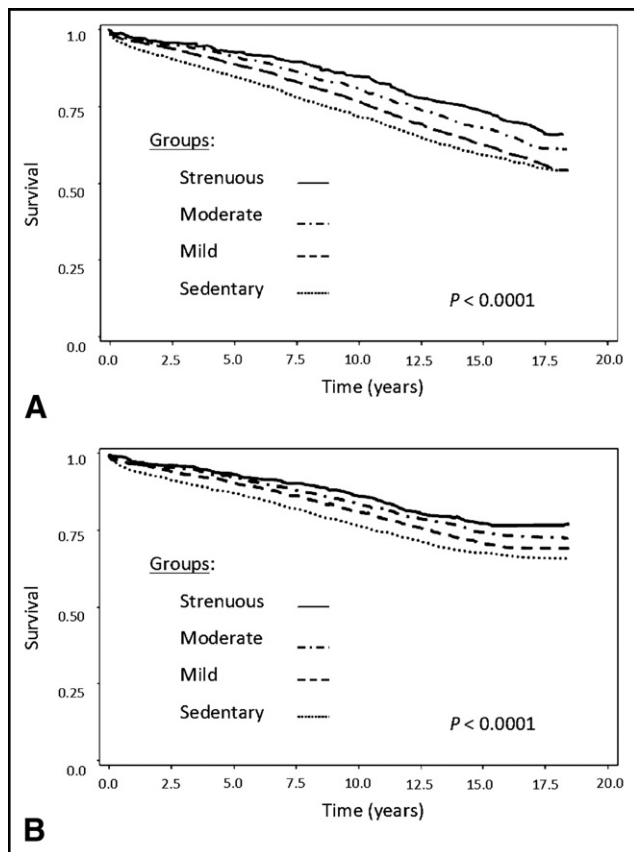 1.0
0.75
0.50
0.25
0.0
Survival
Groups:
Strenuous
Moderate
Mild
Sedentary
P < 0.0001
0.0 2.5 5.0 7.5 10.0 12.5 15.0 17.5 20.0
Time (years)
A
1.0
0.75
0.50
0.25
0.0
Survival
Groups:
Strenuous
Moderate
Mild
Sedentary
P < 0.0001
0.0 2.5 5.0 7.5 10.0 12.5 15.0 17.5 20.0
Time (years)
B